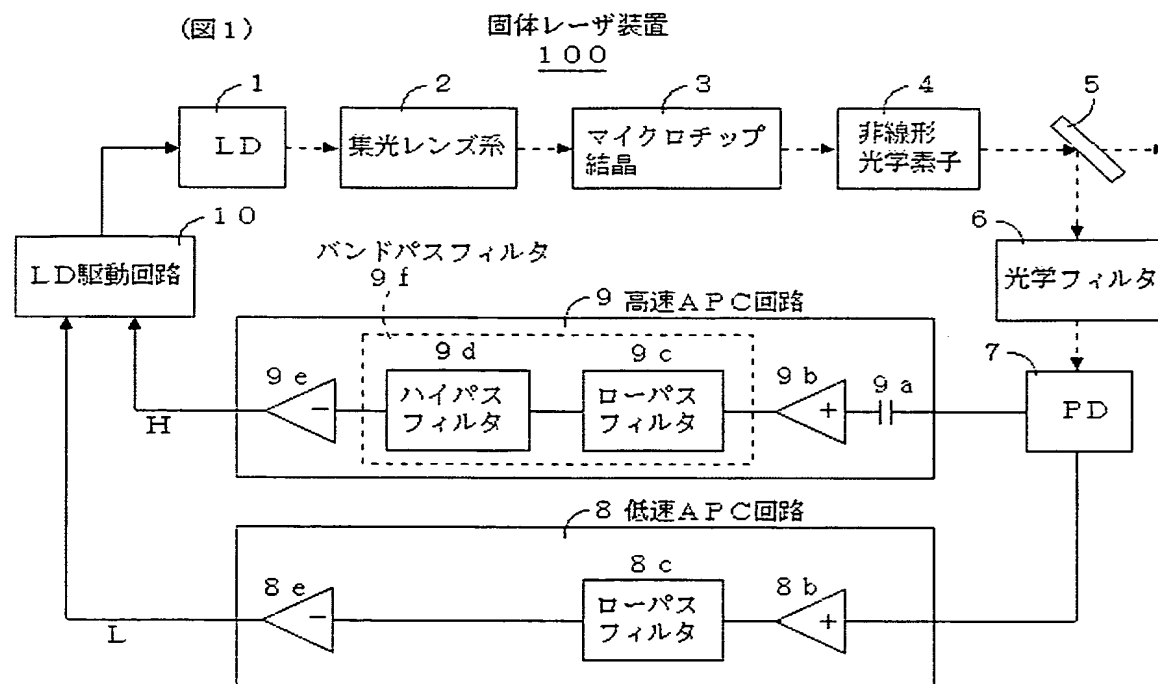 (図1)
固体レーザ装置
100
1
2
3
4
5
LD
集光レンズ系
マイクロチップ
結晶
非線形
光学素子
10
LD駆動回路
6
光学フィルタ
バンドパスフィルタ
9f
9 高速APC回路
9e
9d
9c
9b
9a
7
−
ハイパス
フィルタ
ローパス
フィルタ
+
PD
H
8 低速APC回路
8e
8c
8b
−
ローパス
フィルタ
+
L